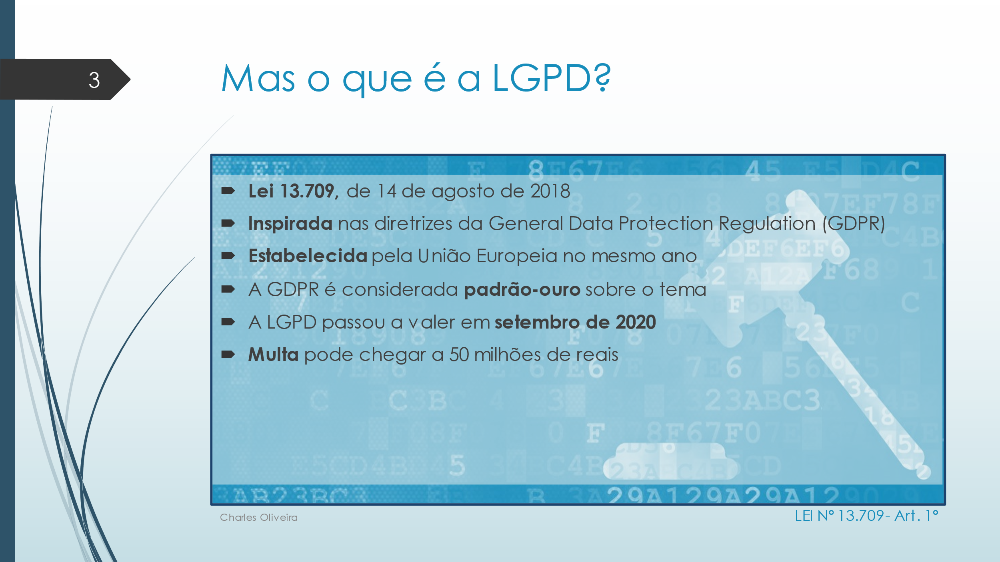 3
Mas o que é a LGPD?
Lei 13.709, de 14 de agosto de 2018
Inspirada nas diretrizes da General Data Protection Regulation (GDPR)
Estabelecida pela União Europeia no mesmo ano
A GDPR é considerada padrão-ouro sobre o tema
A LGPD passou a valer em setembro de 2020
Multa pode chegar a 50 milhões de reais
Charles Oliveira
LEI Nº 13.709- Art. 1º